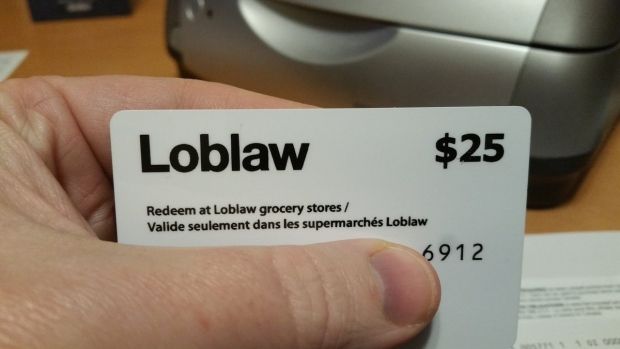 Loblaw $25
Redeem at Loblaw grocery stores /
Valide seulement dans les supermarchés Loblaw
6912